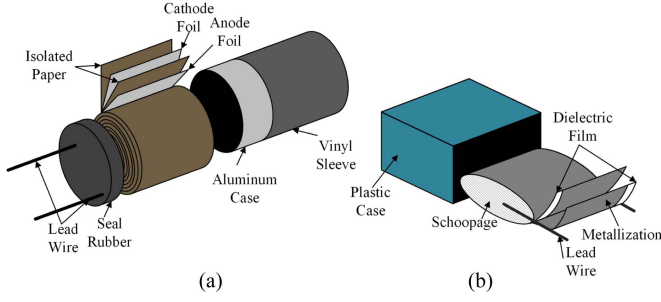 Cathode
Foil
Anode
Foil
Isolated
Paper
Vinyl
Sleeve
Aluminum
Case
Seal
Rubber
Lead
Wire
(a)
Dielectric
Film
Plastic
Case
Schoopage
Metallization
Lead
Wire
(b)